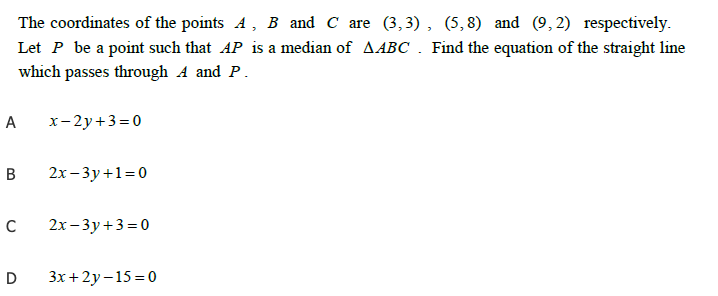 The coordinates of the points A , B and C are (3,3) , (5,8) and (9,2) respectively.
Let P be a point such that AP is a median of ΔABC . Find the equation of the straight line
which passes through A and P .
A x−2y+3=0
B 2x−3y+1=0
C 2x−3y+3=0
D 3x+2y−15=0